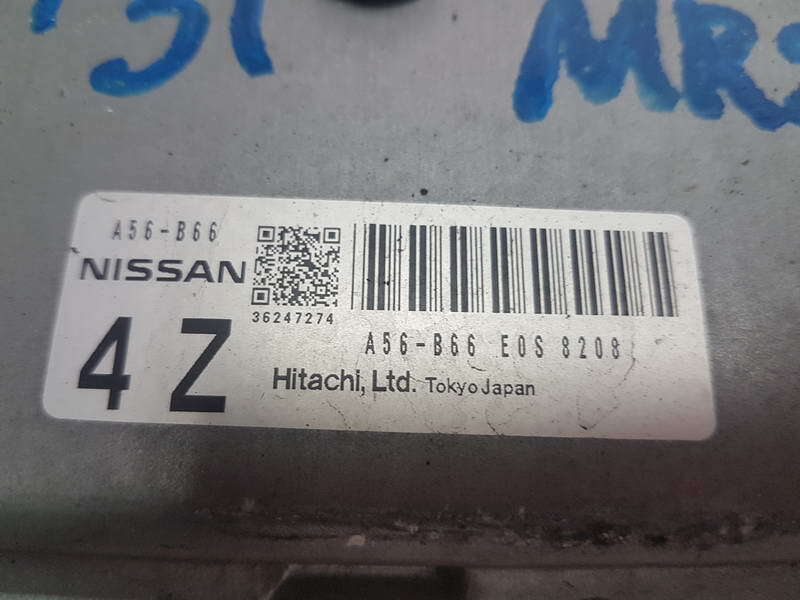 A56-B66
NISSAN
4 Z
36247274
A56-B66 E0S 8208
Hitachi, Ltd. Tokyo Japan